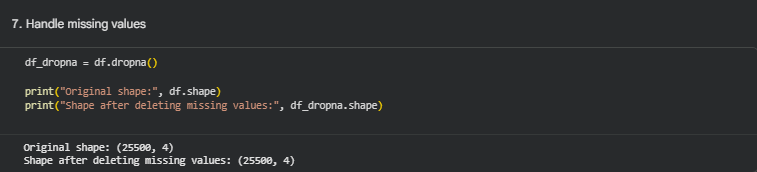 7. Handle missing values
df_dropna = df.dropna()
print("Original shape:", df.shape)
print("Shape after deleting missing values:", df_dropna.shape)
Original shape: (25500, 4)
Shape after deleting missing values: (25500, 4)